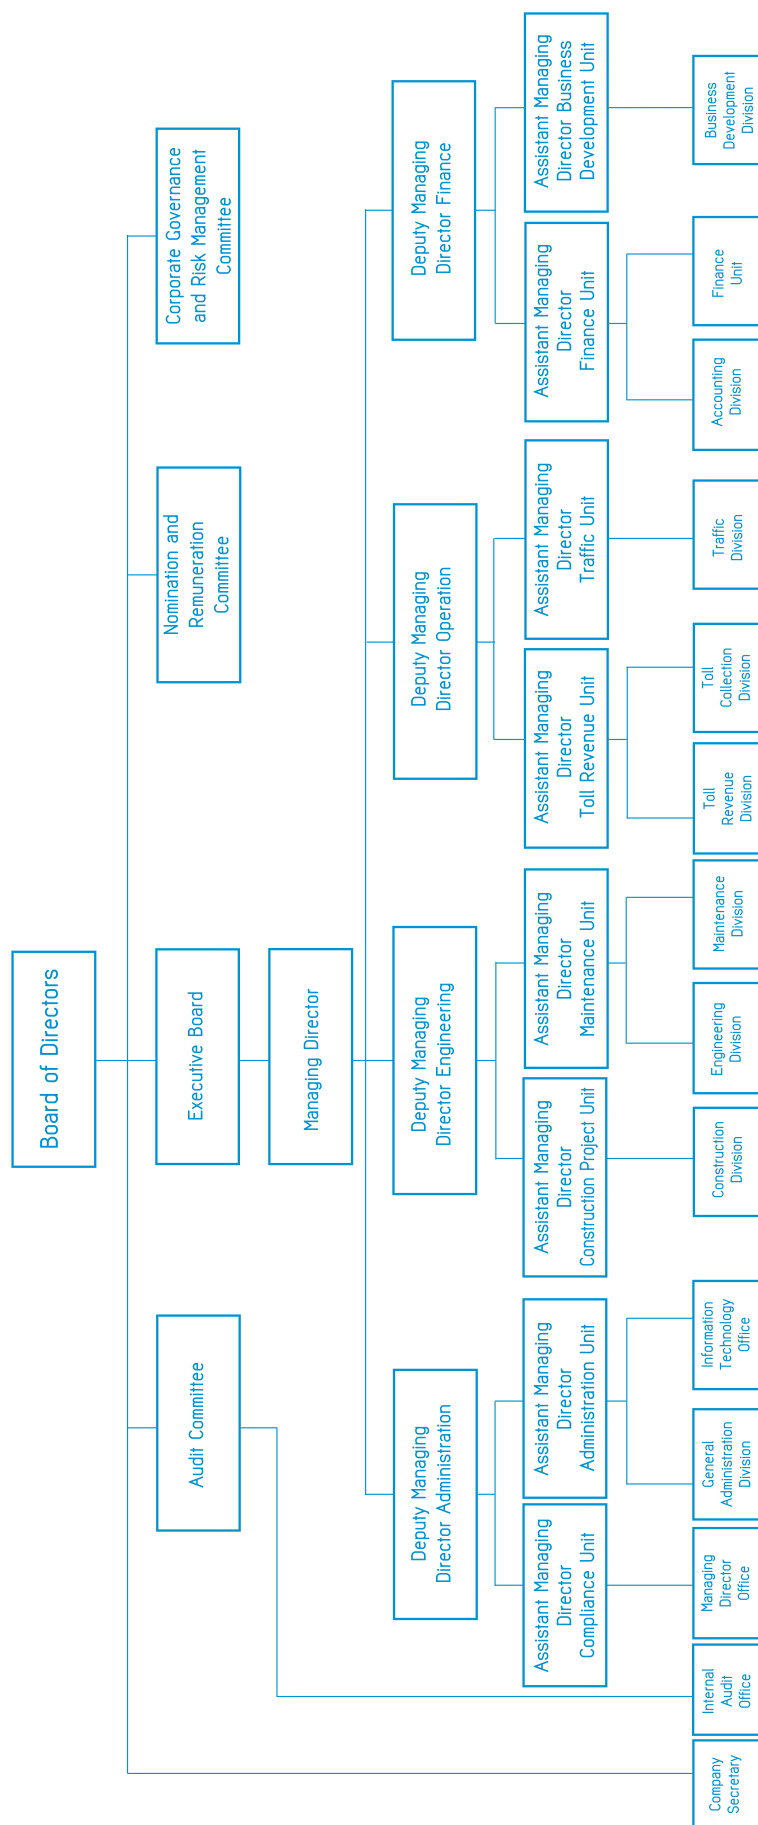 Board of Directors
Audit Committee
Executive Board
Nomination and
Remuneration
Committee
Corporate Governance
and Risk Management
Committee
Managing Director
Deputy Managing
Director Administration
Deputy Managing
Director Engineering
Deputy Managing
Director Operation
Deputy Managing
Director Finance
Assistant Managing
Director
Compliance Unit
Assistant Managing
Director
Administration Unit
Assistant Managing
Director
Construction Project Unit
Assistant Managing
Director
Maintenance Unit
Assistant Managing
Director
Toll Revenue Unit
Assistant Managing
Director
Traffic Unit
Assistant Managing
Director
Finance Unit
Assistant Managing
Director Business
Development Unit
Company
Secretary
Internal
Audit
Office
Managing
Director
Office
General
Administration
Division
Information
Technology
Office
Construction
Division
Engineering
Division
Maintenance
Division
Toll
Revenue
Division
Toll
Collection
Division
Traffic
Division
Accounting
Division
Finance
Unit
Business
Development
Division